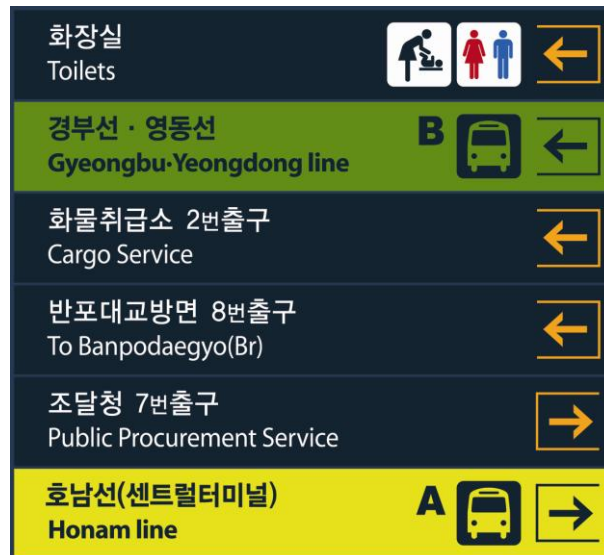 화장실
Toilets
경부선 · 영동선 B
Gyeongbu·Yeongdong line
화물취급소 2번출구
Cargo Service
반포대교방면 8번출구
To Banpodaegyo(Br)
조달청 7번출구
Public Procurement Service
호남선(센트럴터미널) A
Honam line